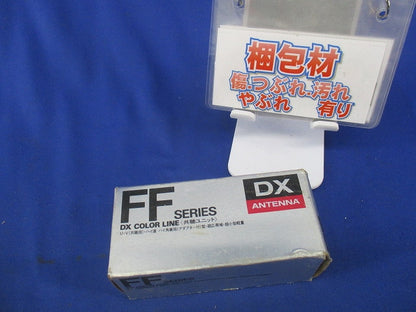 梱包材
傷・つぶれ・汚れ
やぶれ 有り
FF SERIES
DX COLOR LINE
DX
ANTENNA